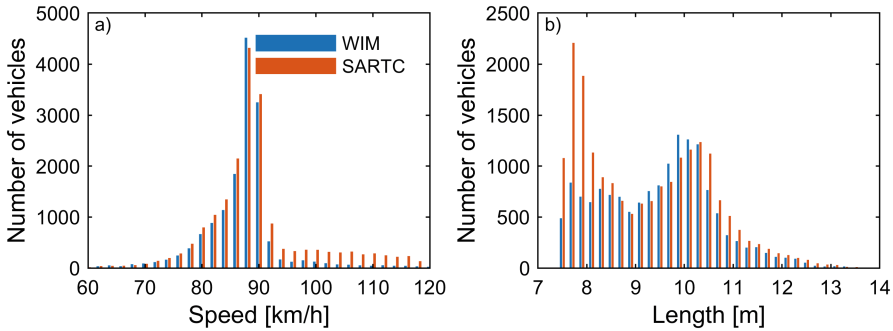 a)
WIM
SARTC
Number of vehicles
5000
4000
3000
2000
1000
0
60 70 80 90 100 110 120
Speed [km/h]
b)
Number of vehicles
2500
2000
1500
1000
500
0
7 8 9 10 11 12 13 14
Length [m]